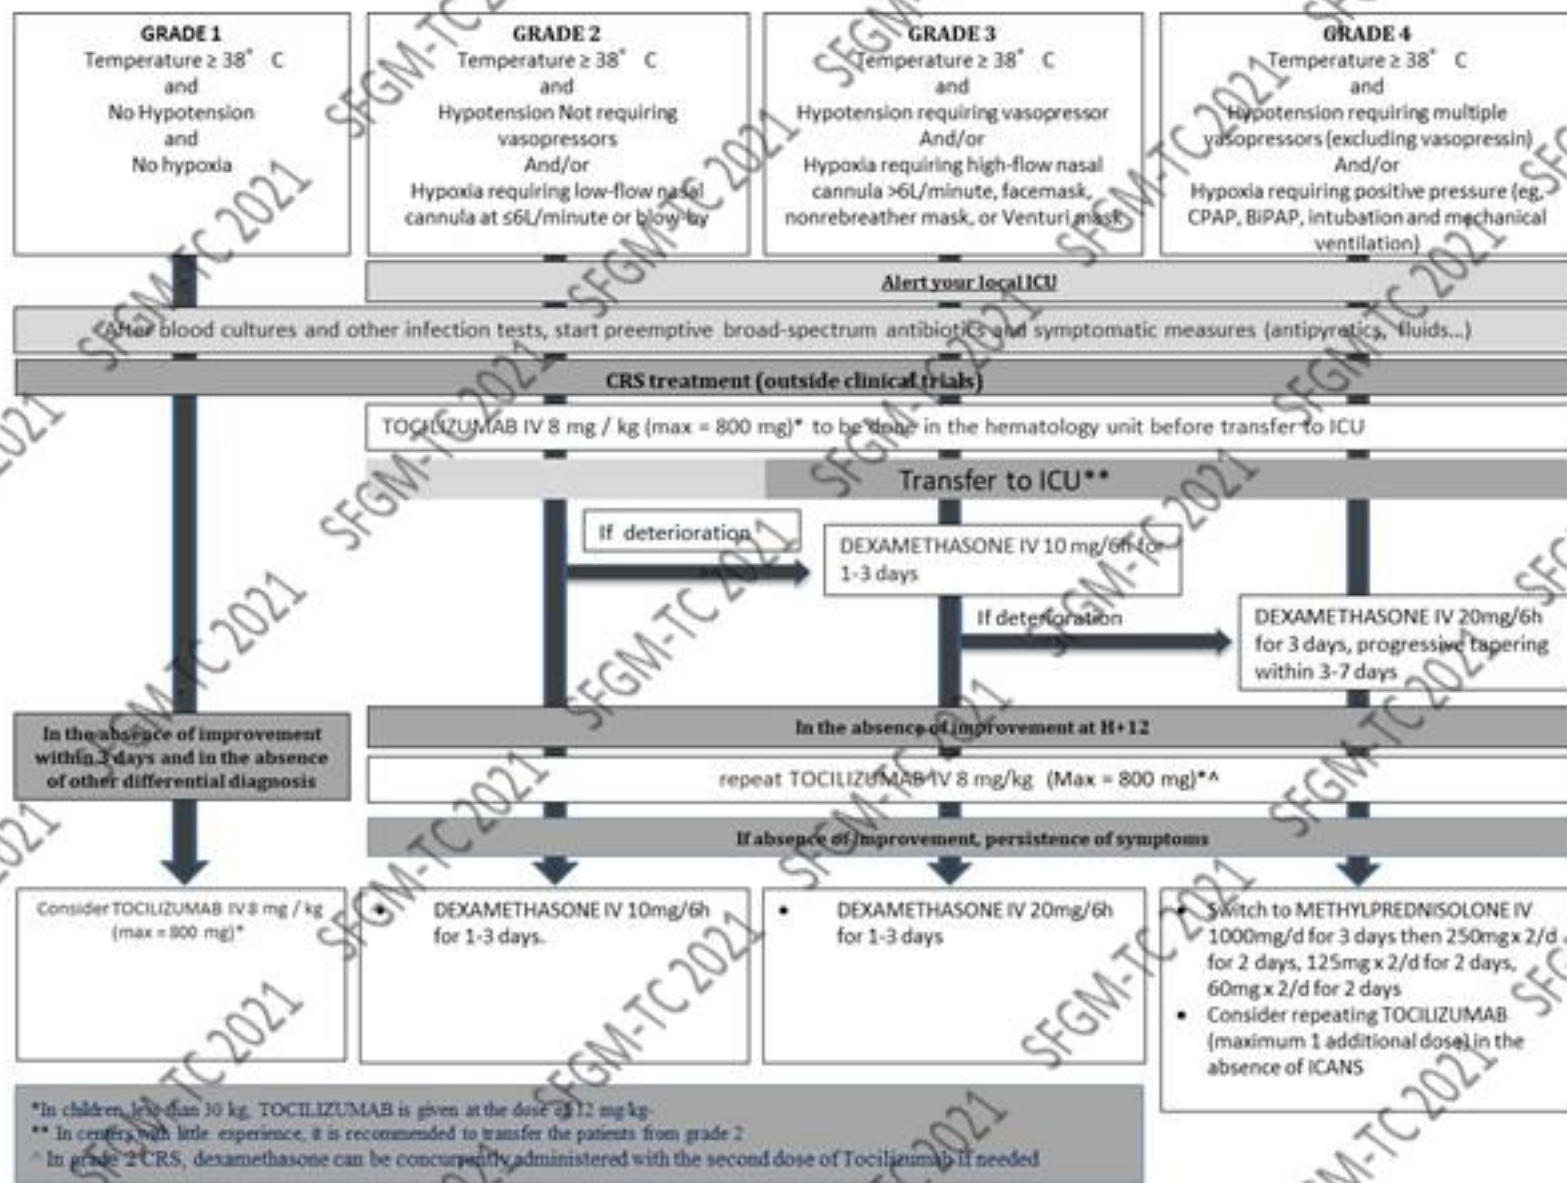 GRADE 1
Temperature ≥ 38° C
and
No Hypotension
and
No hypoxia
GRADE 2
Temperature ≥ 38° C
and
Hypotension Not requiring
vasopressors
And/or
Hypoxia requiring low-flow nasal
cannula at ≤6L/minute or blow-by
GRADE 3
Temperature ≥ 38° C
and
Hypotension requiring vasopressor
And/or
Hypoxia requiring high-flow nasal
cannula >6L/minute, facemask,
nonrebreather mask, or Venturi mask
GRADE 4
Temperature ≥ 38° C
and
Hypotension requiring multiple
vasopressors (excluding vasopressin)
And/or
Hypoxia requiring positive pressure (eg,
CPAP, BiPAP, intubation and mechanical
ventilation)
Alert your local ICU
After blood cultures and other infection tests, start preemptive broad-spectrum antibiotics and symptomatic measures (antipyretics, fluids...)
CRS treatment (outside clinical trials)
TOCILIZUMAB IV 8 mg / kg (max = 800 mg)* to be done in the hematology unit before transfer to ICU
Transfer to ICU**
If deterioration
DEXAMETHASONE IV 10 mg/6h for
1-3 days
If deterioration
DEXAMETHASONE IV 20mg/6h
for 3 days, progressive tapering
within 3-7 days
In the absence of improvement
within 3 days and in the absence
of other differential diagnosis
In the absence of improvement at H+12
repeat TOCILIZUMAB IV 8 mg/kg (Max = 800 mg)*^
If absence of improvement, persistence of symptoms
Consider TOCILIZUMAB IV 8 mg / kg
(max = 800 mg)*
• DEXAMETHASONE IV 10mg/6h
for 1-3 days.
• DEXAMETHASONE IV 20mg/6h
for 1-3 days
• Switch to METHYLPREDNISOLONE IV
1000mg/d for 3 days then 250mg x 2/d
for 2 days, 125mg x 2/d for 2 days,
60mg x 2/d for 2 days
• Consider repeating TOCILIZUMAB
(maximum 1 additional dose) in the
absence of ICANS
*In children, less than 30 kg, TOCILIZUMAB is given at the dose of 12 mg/kg
** In centers with little experience, it is recommended to transfer the patients from grade 2
^ In grade 2 CRS, dexamethasone can be concurrently administered with the second dose of Tocilizumab if needed
SFGM-TC 2021